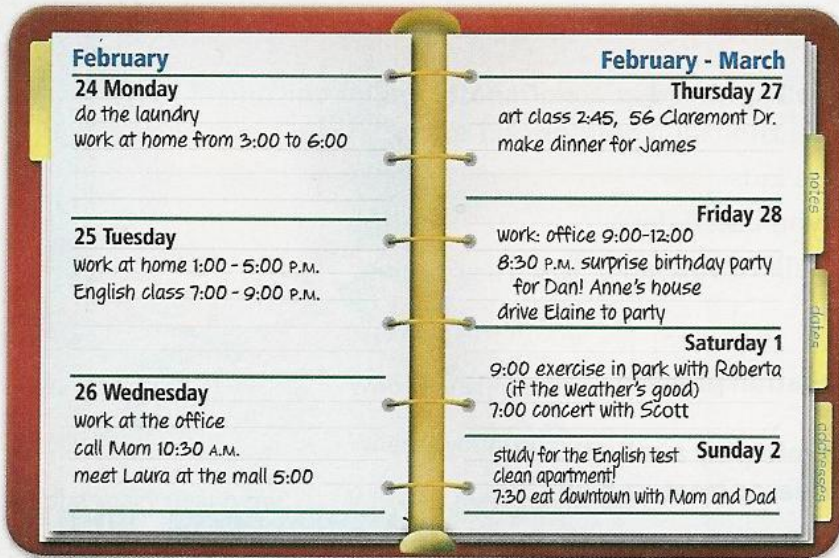 February
24 Monday
do the laundry
work at home from 3:00 to 6:00
25 Tuesday
work at home 1:00 - 5:00 P.M.
English class 7:00 - 9:00 P.M.
26 Wednesday
work at the office
call Mom 10:30 A.M.
meet Laura at the mall 5:00
February - March
Thursday 27
art class 2:45, 56 Claremont Dr.
make dinner for James
Friday 28
work: office 9:00-12:00
8:30 P.M. surprise birthday party
for Dan! Anne's house
drive Elaine to party
Saturday 1
9:00 exercise in park with Roberta
(if the weather's good)
7:00 concert with Scott
Sunday 2
study for the English test
clean apartment!
7:30 eat downtown with Mom and Dad
notes
dates
addresses